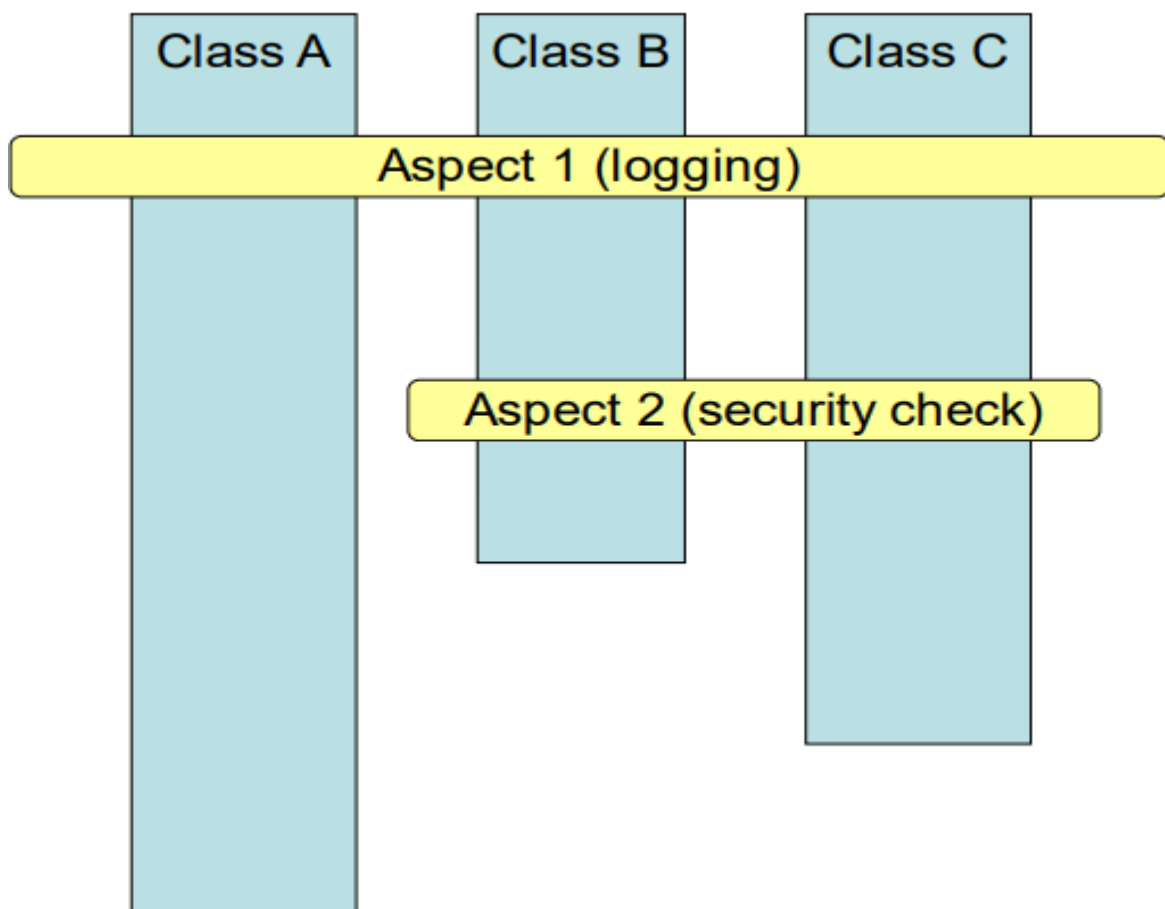 Class A
Class B
Class C
Aspect 1 (logging)
Aspect 2 (security check)